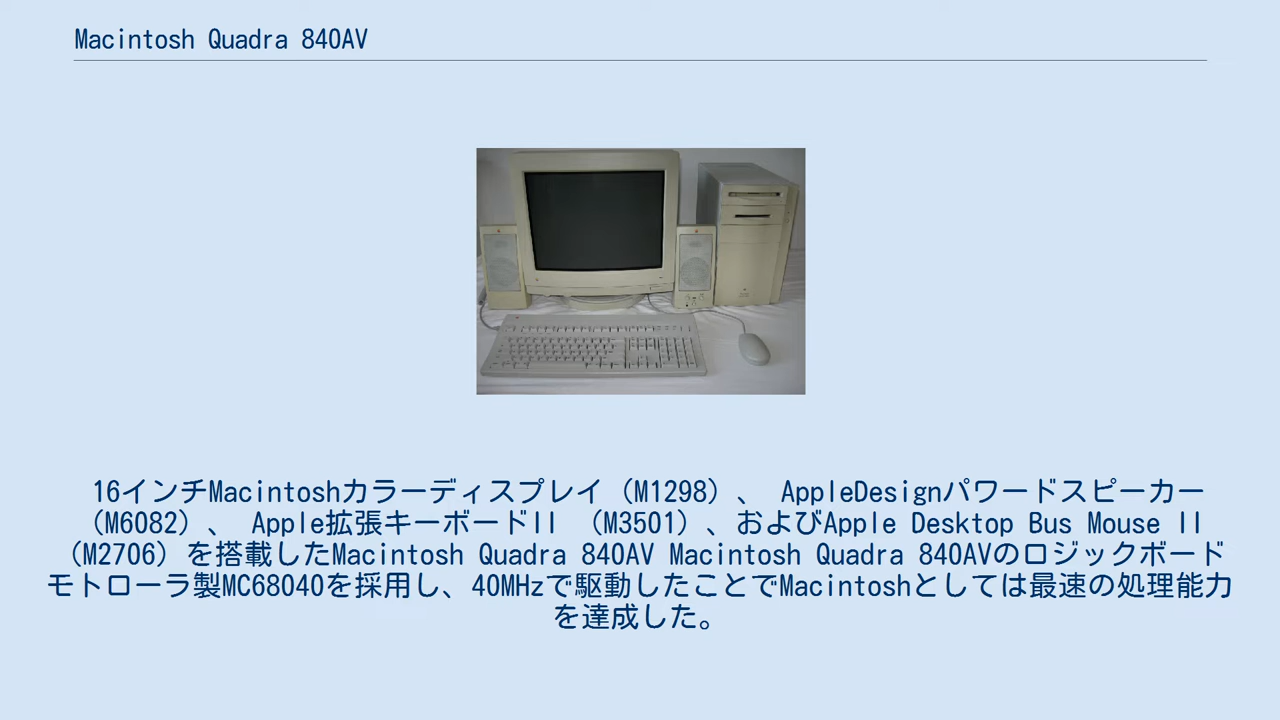 Macintosh Quadra 840AV
16インチMacintoshカラーディスプレイ（M1298）、 AppleDesignパワードスピーカー
（M6082）、 Apple拡張キーボードII （M3501）、およびApple Desktop Bus Mouse II
（M2706）を搭載したMacintosh Quadra 840AV Macintosh Quadra 840AVのロジックボード
モトローラ製MC68040を採用し、40MHzで駆動したことでMacintoshとしては最速の処理能力
を達成した。